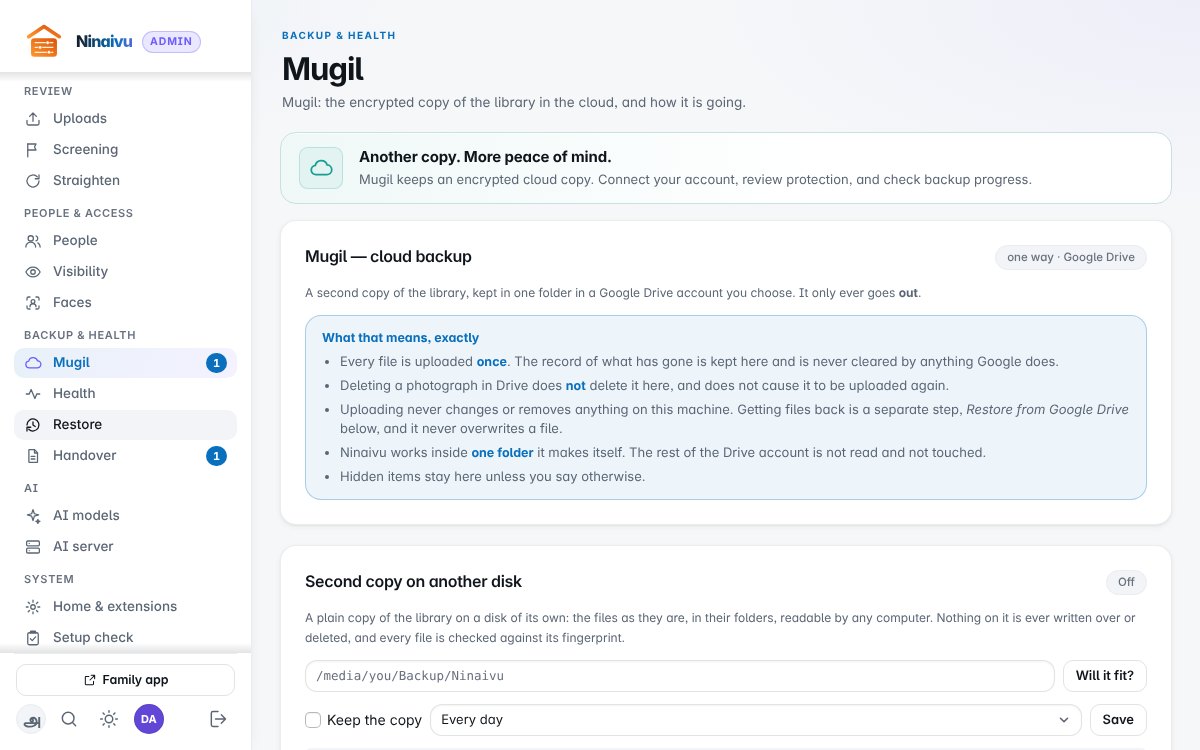 Ninaivu ADMIN
REVIEW
Uploads
Screening
Straighten
PEOPLE & ACCESS
People
Visibility
Faces
BACKUP & HEALTH
Mugil 1
Health
Restore
Handover 1
AI
AI models
AI server
SYSTEM
Home & extensions
Setup check
Family app
அ DA
BACKUP & HEALTH
Mugil
Mugil: the encrypted copy of the library in the cloud, and how it is going.
Another copy. More peace of mind.
Mugil keeps an encrypted cloud copy. Connect your account, review protection, and check backup progress.
Mugil — cloud backup
one way · Google Drive
A second copy of the library, kept in one folder in a Google Drive account you choose. It only ever goes out.
What that means, exactly
• Every file is uploaded once. The record of what has gone is kept here and is never cleared by anything Google does.
• Deleting a photograph in Drive does not delete it here, and does not cause it to be uploaded again.
• Uploading never changes or removes anything on this machine. Getting files back is a separate step, Restore from Google Drive
below, and it never overwrites a file.
• Ninaivu works inside one folder it makes itself. The rest of the Drive account is not read and not touched.
• Hidden items stay here unless you say otherwise.
Second copy on another disk
Off
A plain copy of the library on a disk of its own: the files as they are, in their folders, readable by any computer. Nothing on it is ever written over or
deleted, and every file is checked against its fingerprint.
/media/you/Backup/Ninaivu
Will it fit?
Keep the copy
Every day
Save